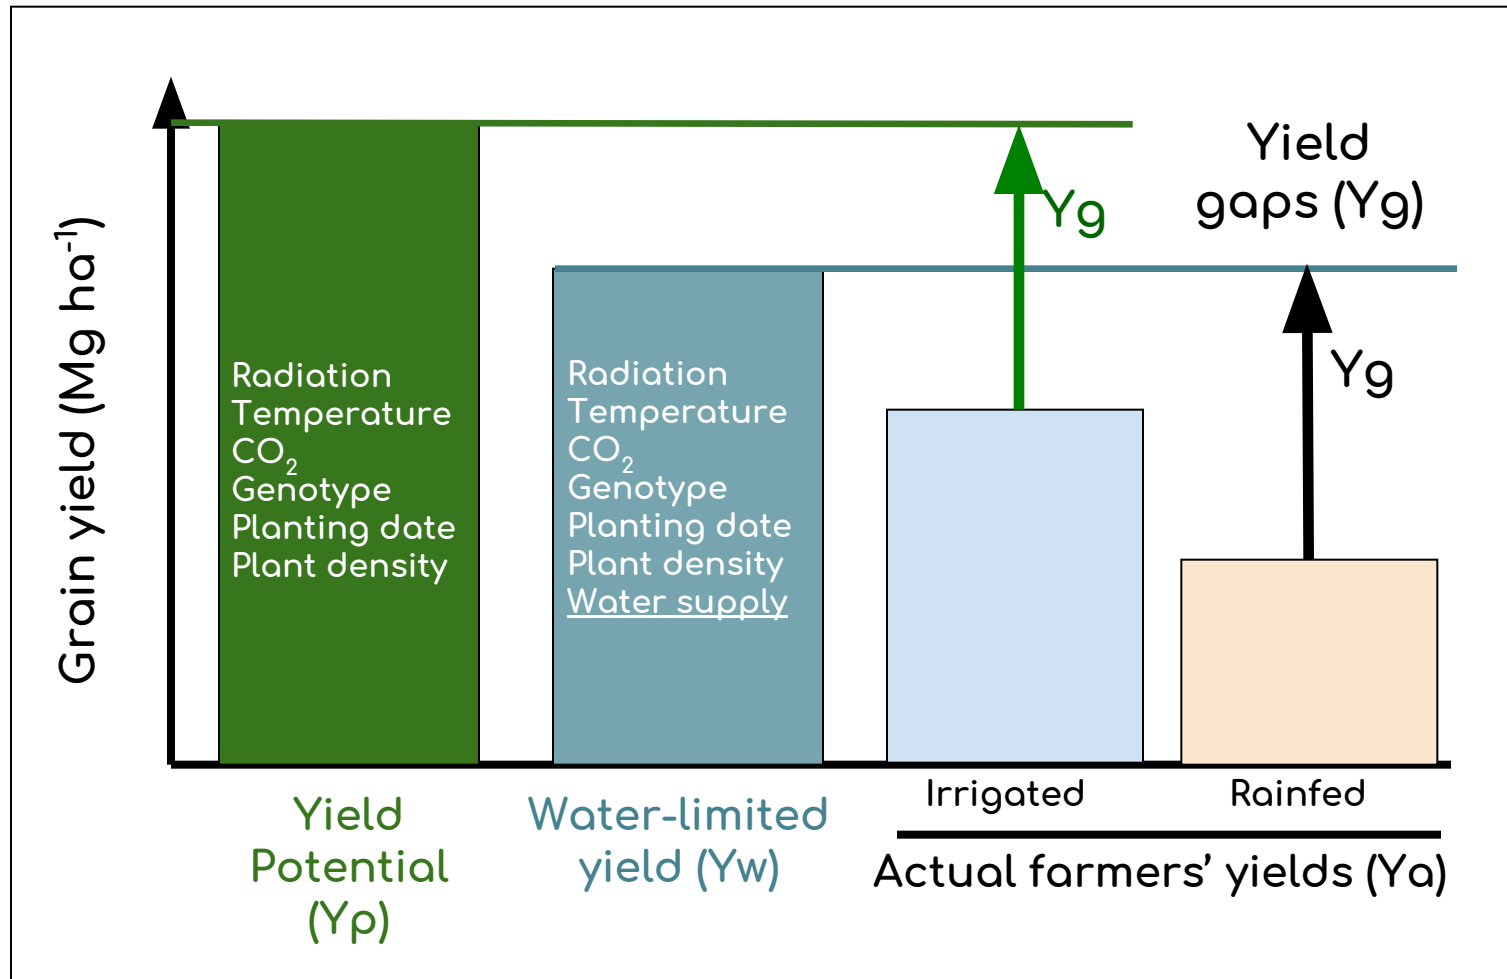 Grain yield (Mg ha⁻¹)
Radiation
Temperature
CO₂
Genotype
Planting date
Plant density
Radiation
Temperature
CO₂
Genotype
Planting date
Plant density
Water supply
Yg
Yield
gaps (Yg)
Yg
Irrigated
Rainfed
Yield
Potential
(Yp)
Water-limited
yield (Yw)
Actual farmers’ yields (Ya)